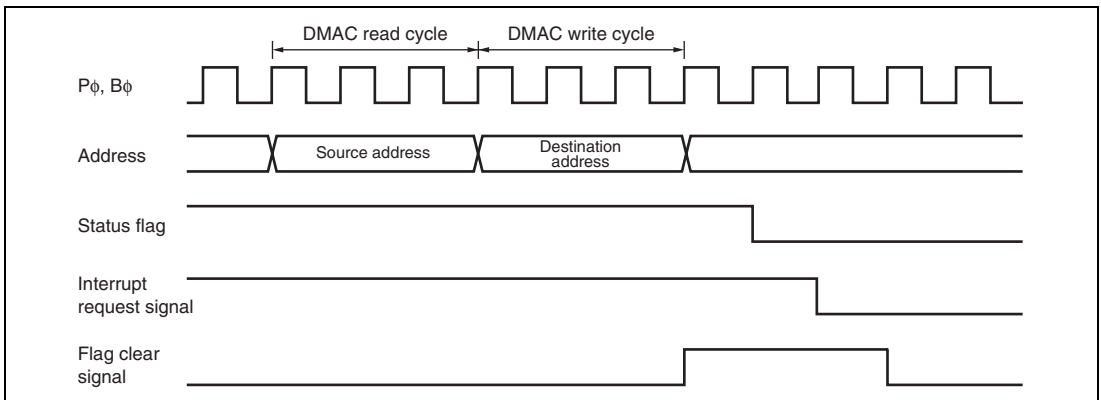 DMAC read cycle DMAC write cycle
Pϕ, Bϕ
Address
Source address
Destination
address
Status flag
Interrupt
request signal
Flag clear
signal